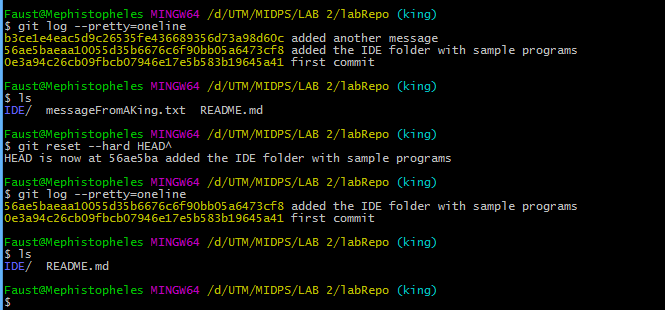 Faust@Mephistopheles MINGW64 /d/UTM/MIDPS/LAB 2/labRepo (king)
$ git log --pretty=oneline
b3ce1e4eac5d9c26535fe436689356d73a98d60c added another message
56ae5baeaa10055d35b6676c6f90bb05a6473cf8 added the IDE folder with sample programs
0e3a94c26cb09fbcb07946e17e5b583b19645a41 first commit
Faust@Mephistopheles MINGW64 /d/UTM/MIDPS/LAB 2/labRepo (king)
$ ls
IDE/  messageFromAKing.txt  README.md
Faust@Mephistopheles MINGW64 /d/UTM/MIDPS/LAB 2/labRepo (king)
$ git reset --hard HEAD^
HEAD is now at 56ae5ba added the IDE folder with sample programs
Faust@Mephistopheles MINGW64 /d/UTM/MIDPS/LAB 2/labRepo (king)
$ git log --pretty=oneline
56ae5baeaa10055d35b6676c6f90bb05a6473cf8 added the IDE folder with sample programs
0e3a94c26cb09fbcb07946e17e5b583b19645a41 first commit
Faust@Mephistopheles MINGW64 /d/UTM/MIDPS/LAB 2/labRepo (king)
$ ls
IDE/  README.md
Faust@Mephistopheles MINGW64 /d/UTM/MIDPS/LAB 2/labRepo (king)
$